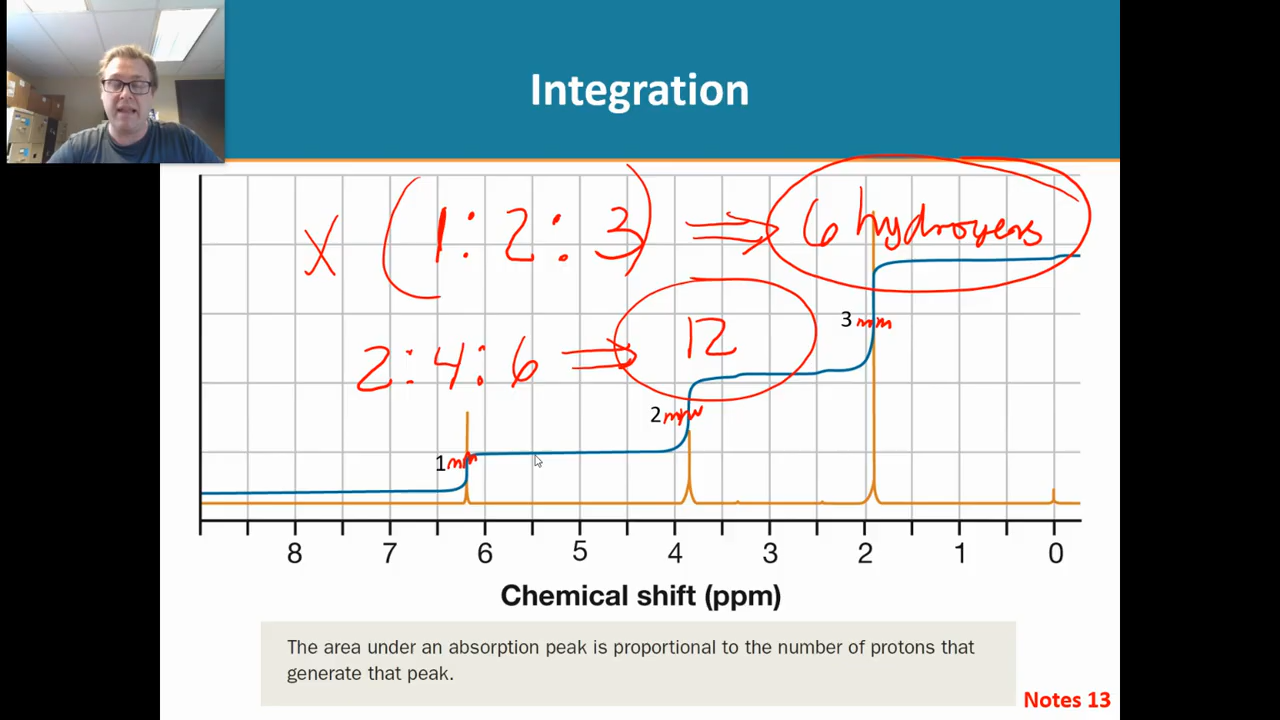 Integration
X (1:2:3) ⇒ 6 hydrogens
2:4:6 ⇒ 12
3 mm
2 mm
1 mm
8 7 6 5 4 3 2 1 0
Chemical shift (ppm)
The area under an absorption peak is proportional to the number of protons that
generate that peak.
Notes 13